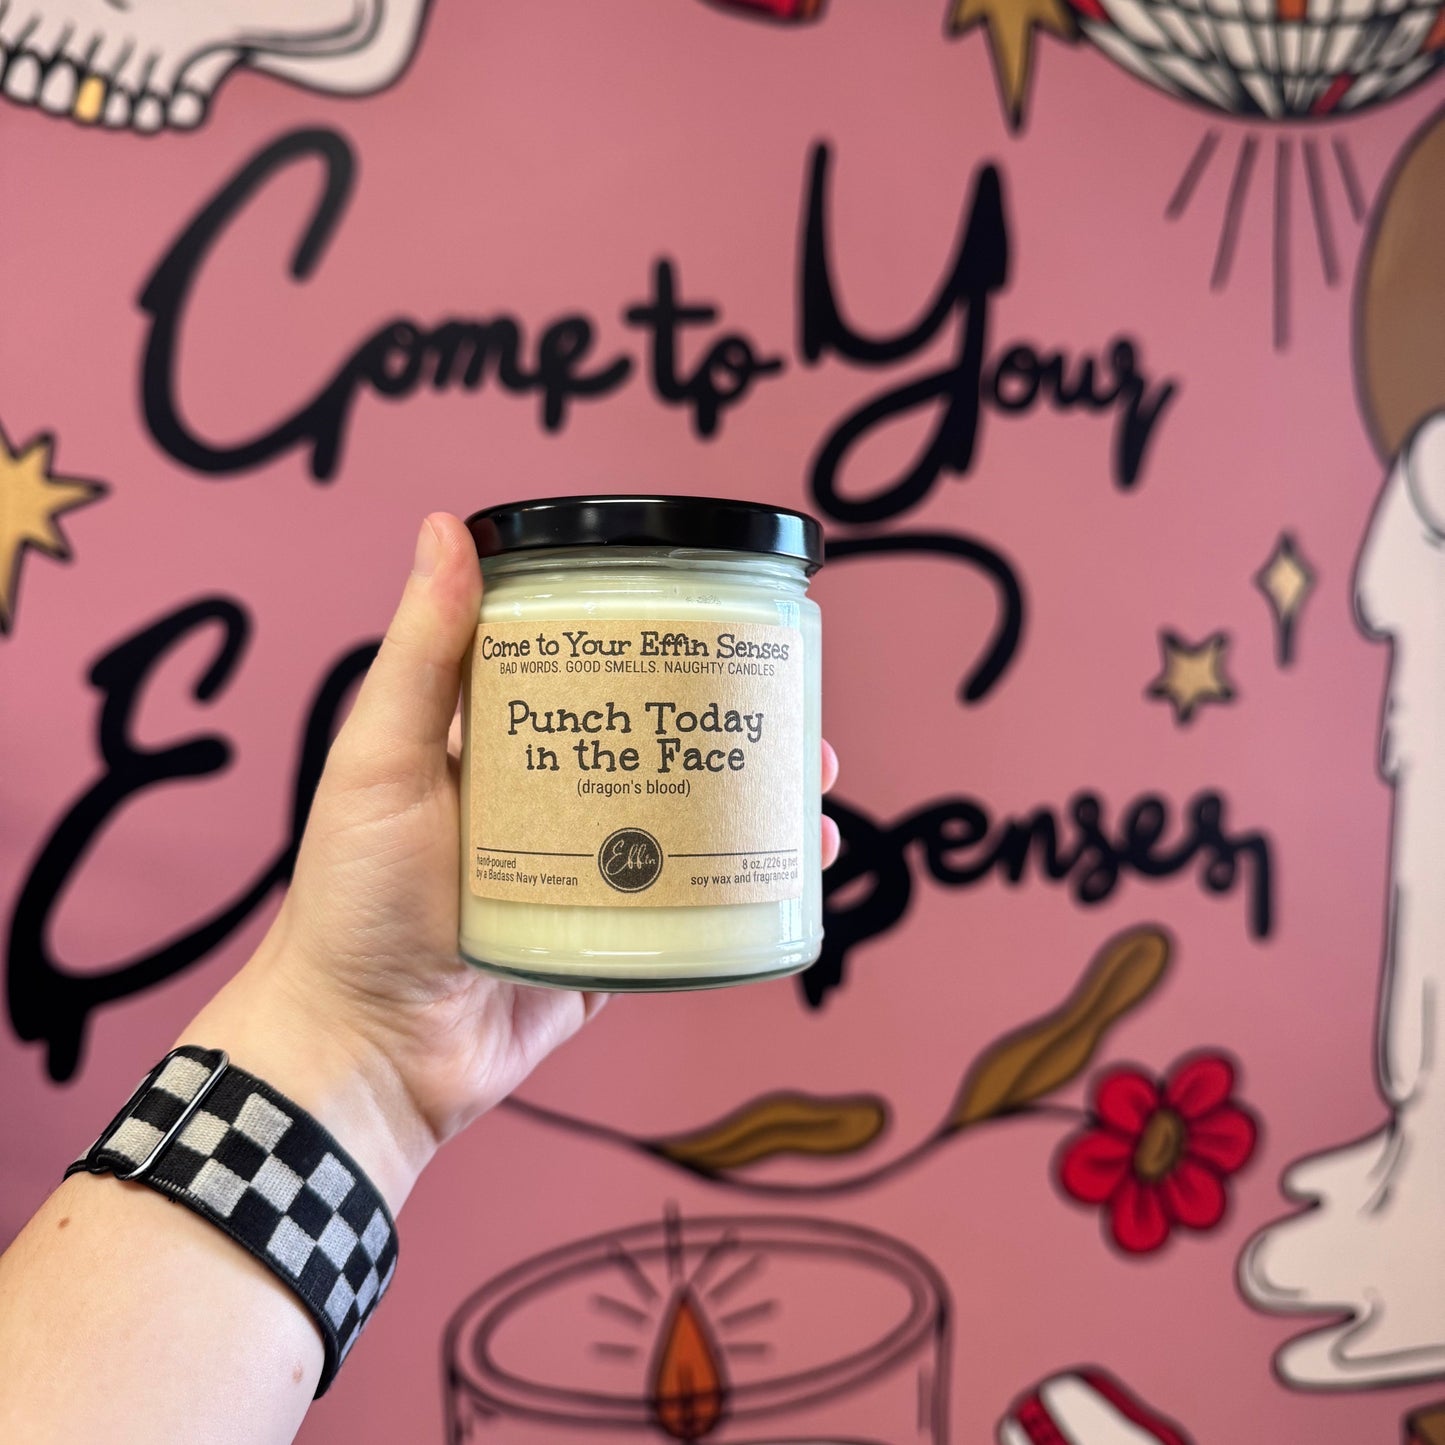 Come to Your
Effin Senses
Come to Your Effin Senses
BAD WORDS. GOOD SMELLS. NAUGHTY CANDLES
Punch Today
in the Face
(dragon's blood)
Effin
hand-poured
by a Badass Navy Veteran
8 oz./226 g net
soy wax and fragrance oil